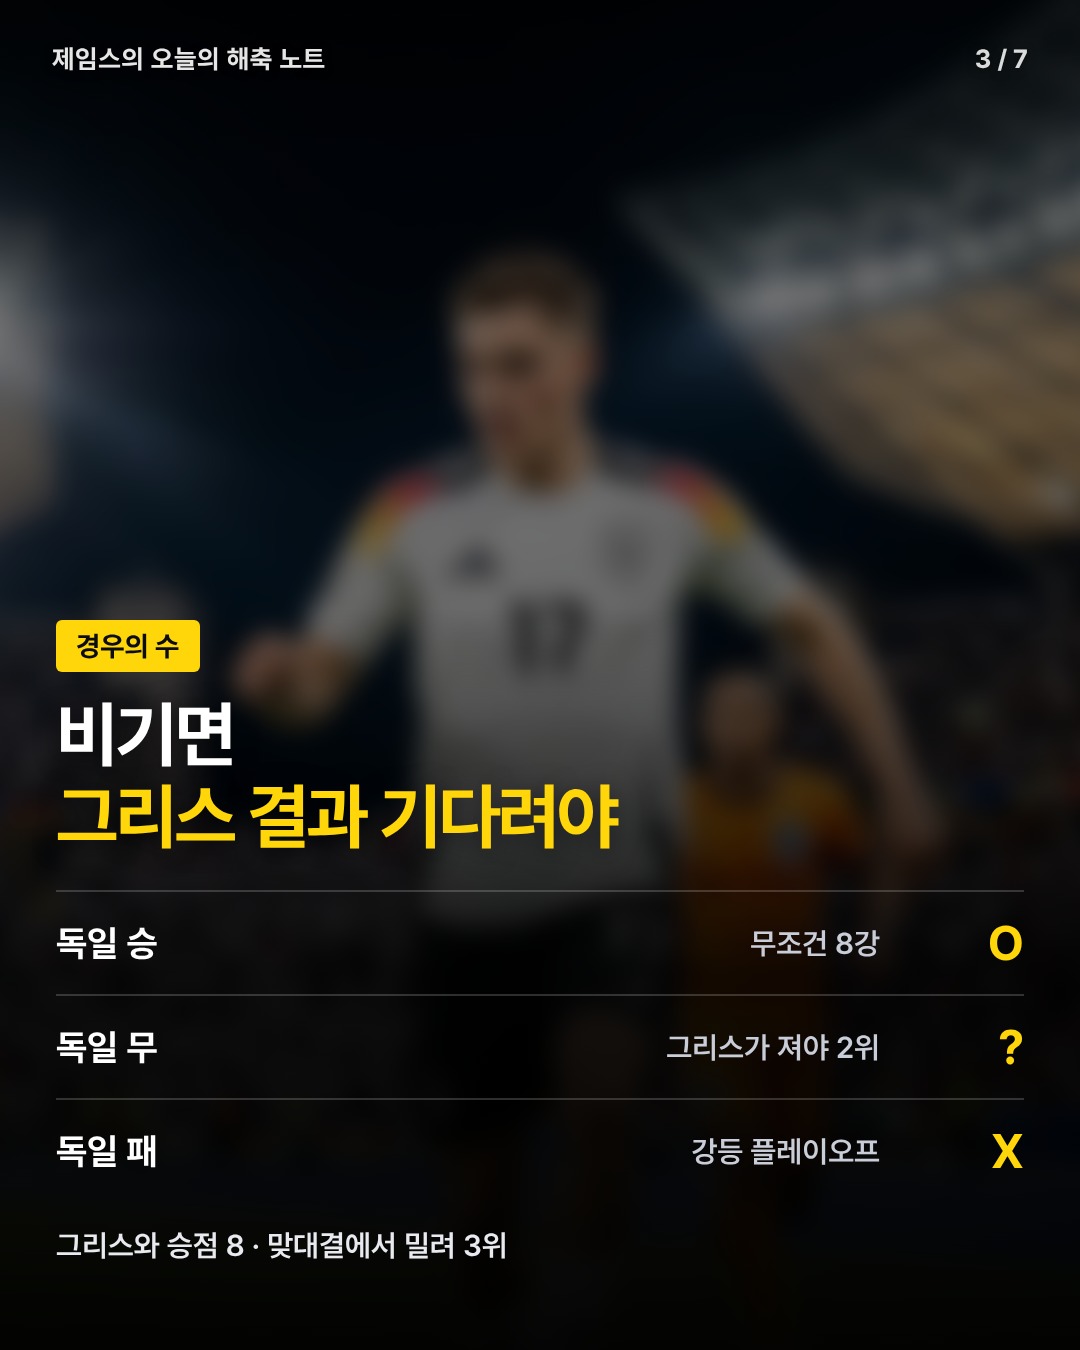 제임스의 오늘의 해축 노트
3 / 7
경우의 수
비기면
그리스 결과 기다려야
독일 승 무조건 8강 O
독일 무 그리스가 져야 2위 ?
독일 패 강등 플레이오프 X
그리스와 승점 8 · 맞대결에서 밀려 3위